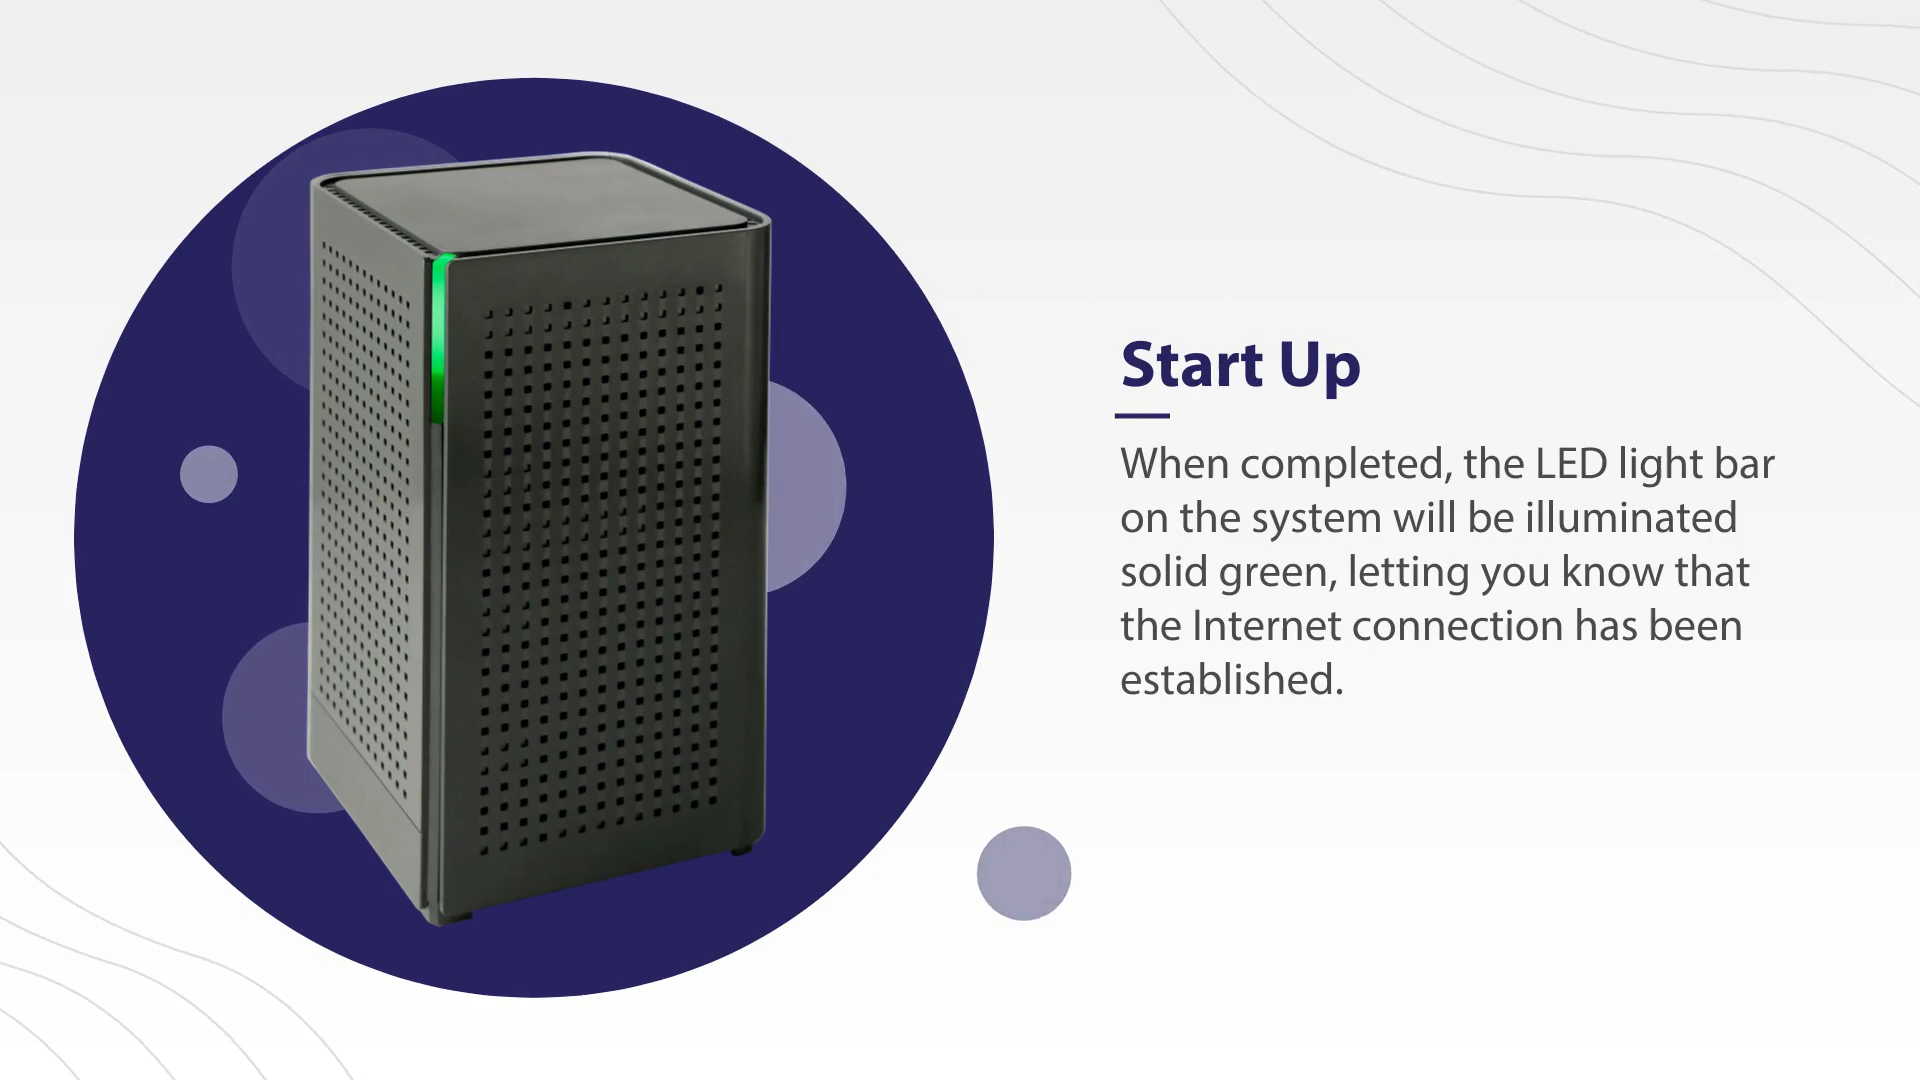 Start Up
When completed, the LED light bar
on the system will be illuminated
solid green, letting you know that
the Internet connection has been
established.